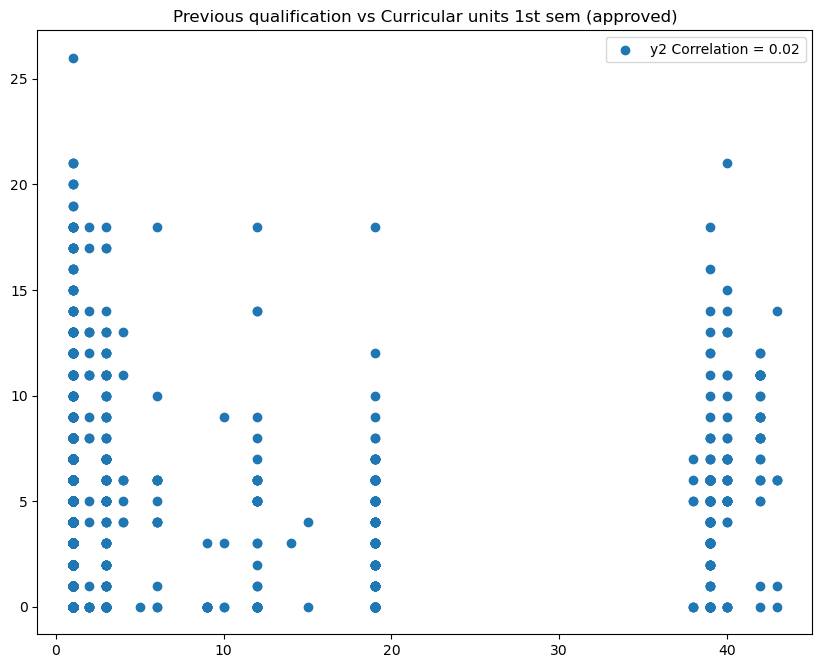 Previous qualification vs Curricular units 1st sem (approved)
y2 Correlation = 0.02
25
20
15
10
5
0
0 10 20 30 40